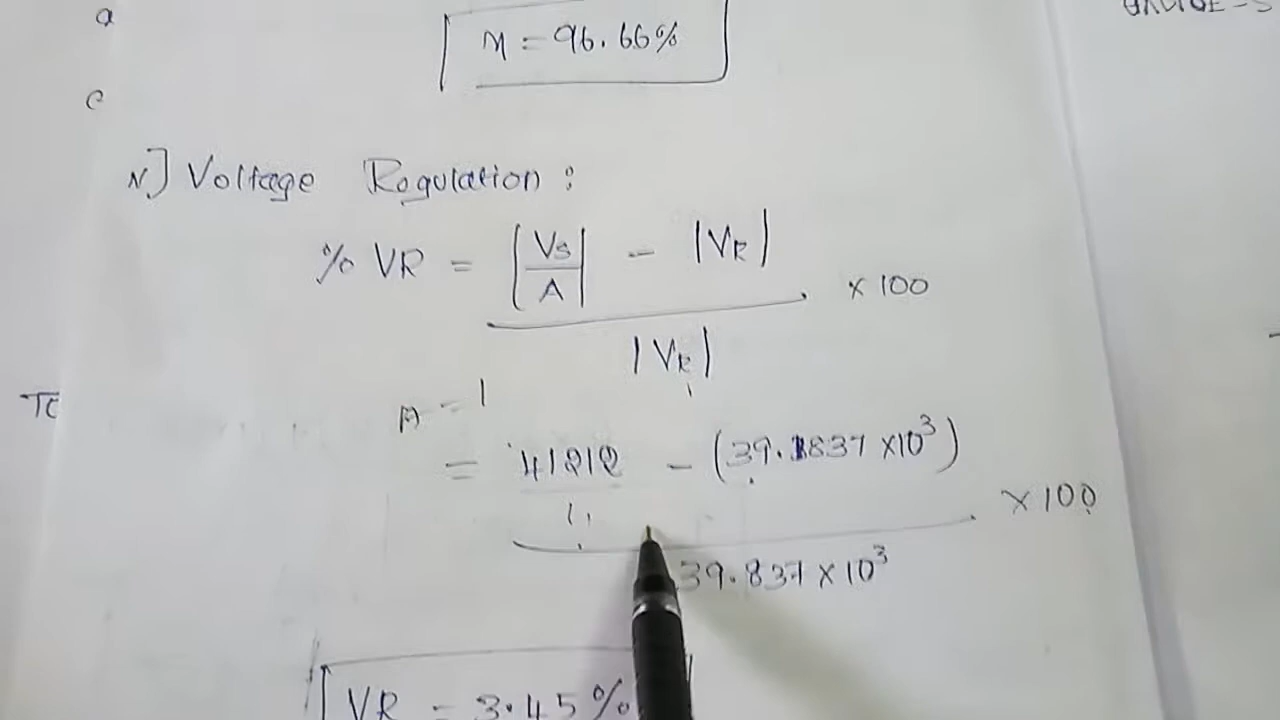 a
η = 96.66%
c
iv] Voltage Regulation :
% VR = |Vs/A| - |VR| / |VR| × 100
A = 1
= 41212 - (39.837 ×10³) / 39.837 × 10³ × 100
VR = 3.45%